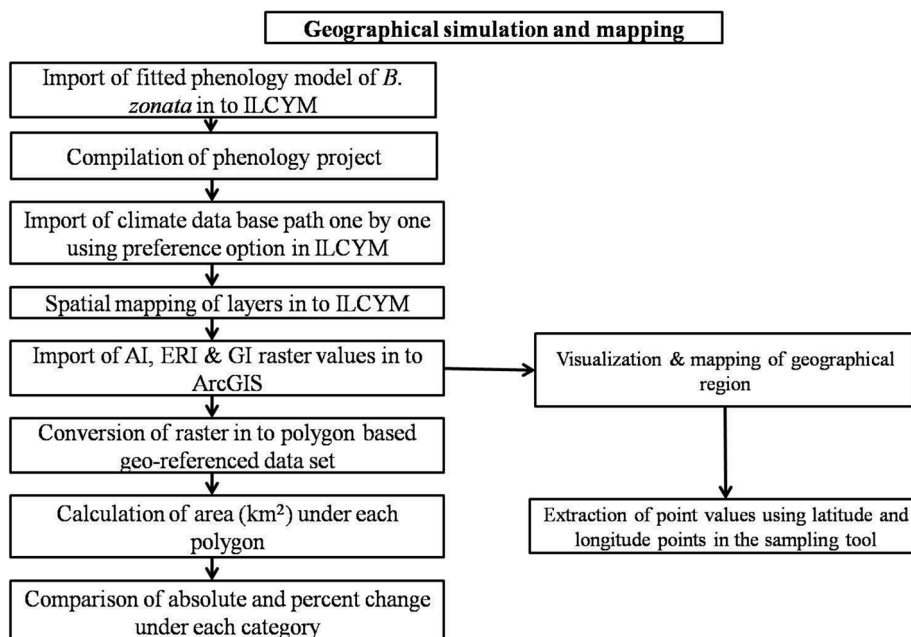 Geographical simulation and mapping
Import of fitted phenology model of B.
zonata in to ILCYM
Compilation of phenology project
Import of climate data base path one by one
using preference option in ILCYM
Spatial mapping of layers in to ILCYM
Import of AI, ERI & GI raster values in to
ArcGIS
Conversion of raster in to polygon based
geo-referenced data set
Calculation of area (km²) under each
polygon
Comparison of absolute and percent change
under each category
Visualization & mapping of geographical
region
Extraction of point values using latitude and
longitude points in the sampling tool